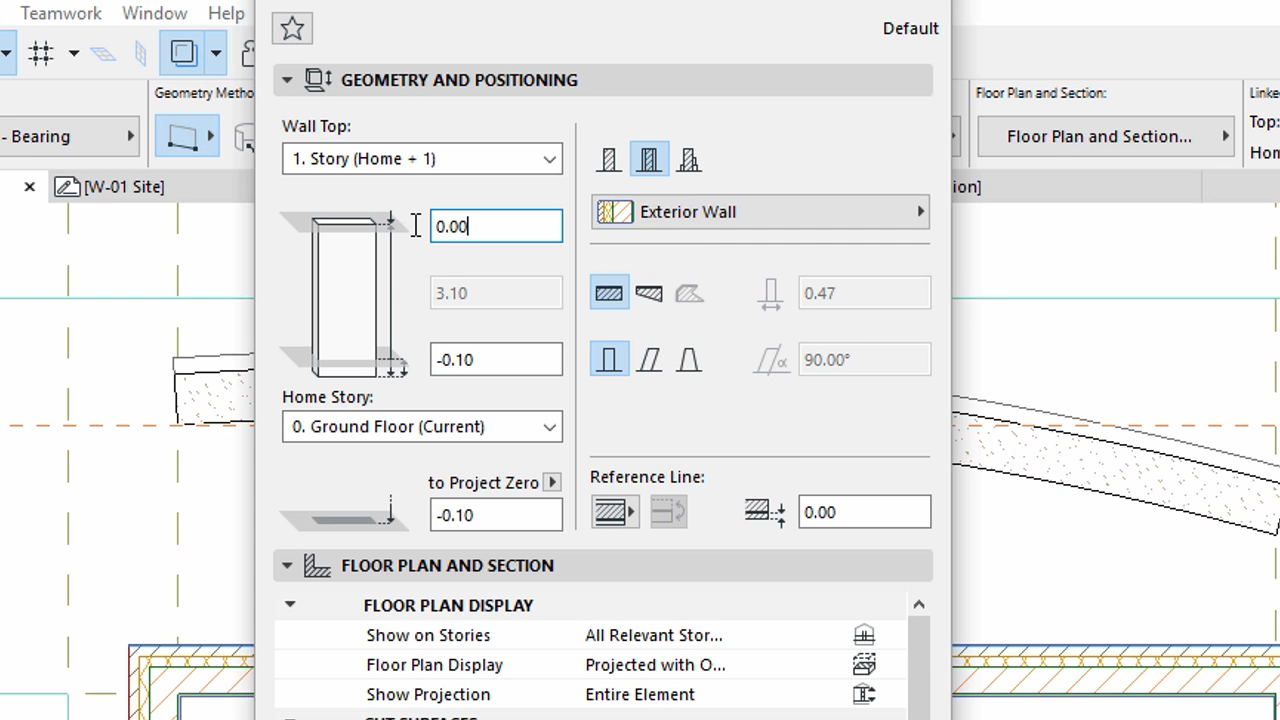 Teamwork Window Help
Default
GEOMETRY AND POSITIONING
Geometry Metho
Floor Plan and Section:
Linke
Wall Top:
Top:
- Bearing
Floor Plan and Section...
1. Story (Home + 1)
Hom
[W-01 Site]
ion]
Exterior Wall
0.00
3.10
0.47
-0.10
90.00°
α
Home Story:
0. Ground Floor (Current)
to Project Zero
Reference Line:
-0.10
0.00
FLOOR PLAN AND SECTION
FLOOR PLAN DISPLAY
Show on Stories All Relevant Stor...
Floor Plan Display Projected with O...
Show Projection Entire Element
CUT SURFACES